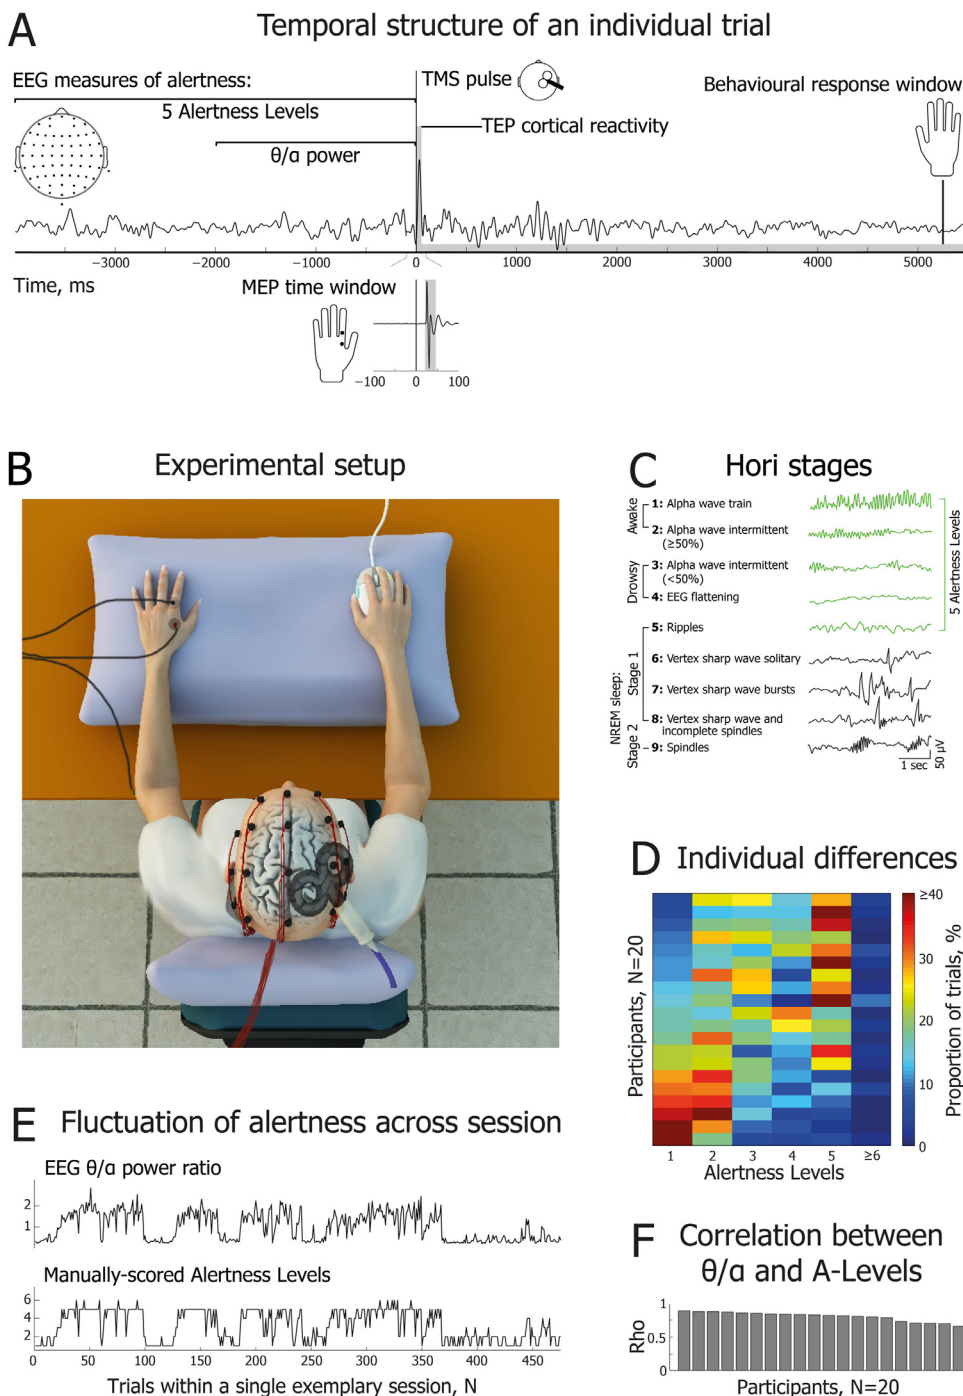 A
Temporal structure of an individual trial
EEG measures of alertness:
TMS pulse
Behavioural response window
5 Alertness Levels
TEP cortical reactivity
θ/α power
−3000 −2000 −1000 0 1000 2000 3000 4000 5000
Time, ms
MEP time window
−100 0 100
B
Experimental setup
C
Hori stages
Awake
1: Alpha wave train
2: Alpha wave intermittent
(≥50%)
Drowsy
3: Alpha wave intermittent
(<50%)
4: EEG flattening
5 Alertness Levels
NREM sleep:
Stage 1
5: Ripples
6: Vertex sharp wave solitary
7: Vertex sharp wave bursts
8: Vertex sharp wave and
incomplete spindles
Stage 2
9: Spindles
1 sec
50 µV
D
Individual differences
Participants, N=20
1 2 3 4 5 ≥6
Alertness Levels
≥40
30
20
10
0
Proportion of trials, %
E
Fluctuation of alertness across session
EEG θ/α power ratio
2
1
Manually-scored Alertness Levels
6
4
2
0 50 100 150 200 250 300 350 400 450
Trials within a single exemplary session, N
F
Correlation between
θ/α and A-Levels
Rho
1
0.5
0
Participants, N=20